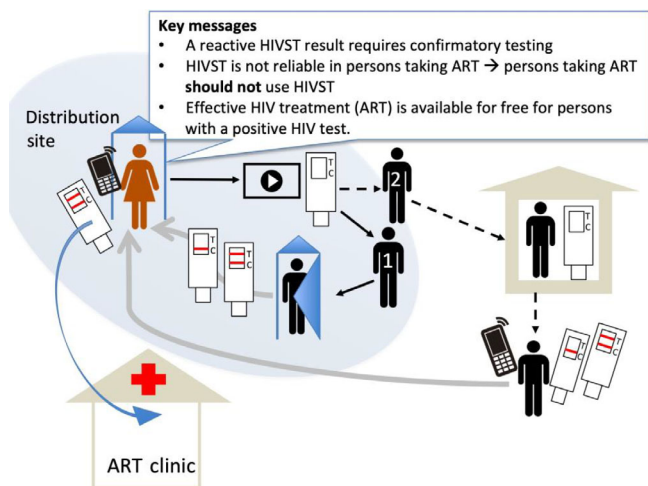 Key messages
• A reactive HIVST result requires confirmatory testing
• HIVST is not reliable in persons taking ART → persons taking ART
should not use HIVST
• Effective HIV treatment (ART) is available for free for persons
with a positive HIV test.
Distribution
site
T
C
T
C
2
T
C
T
C
T
C
1
T
C
T
C
T
C
ART clinic